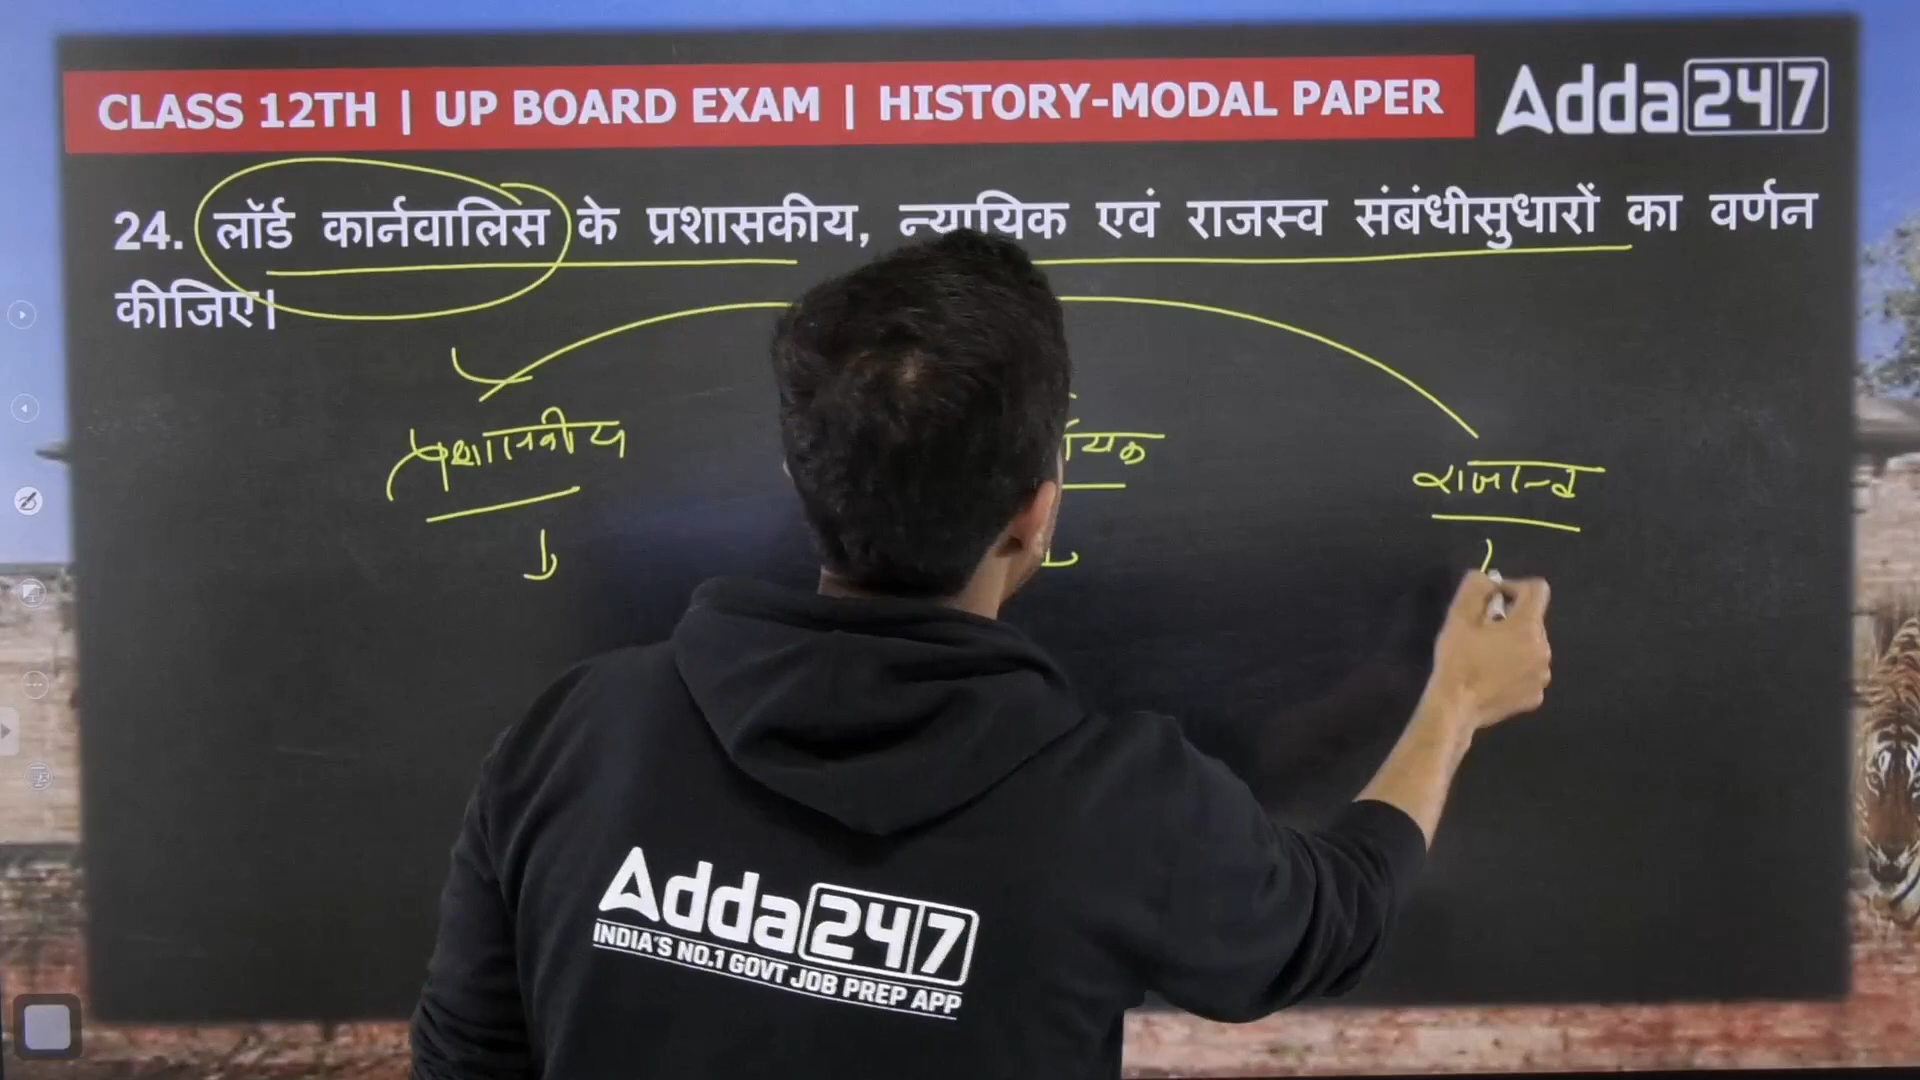 CLASS 12TH | UP BOARD EXAM | HISTORY-MODAL PAPER
Adda247
24. लॉर्ड कार्नवालिस के प्रशासकीय, न्यायिक एवं राजस्व संबंधीसुधारों का वर्णन
कीजिए।
प्रशासकीय
राजस्व
Adda247
INDIA'S NO.1 GOVT JOB PREP APP